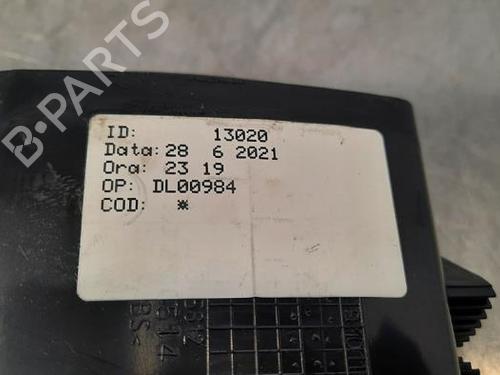 B-PARTS
ID: 13020
Data: 28 6 2021
Ora: 23 19
OP: DL00984
COD: *